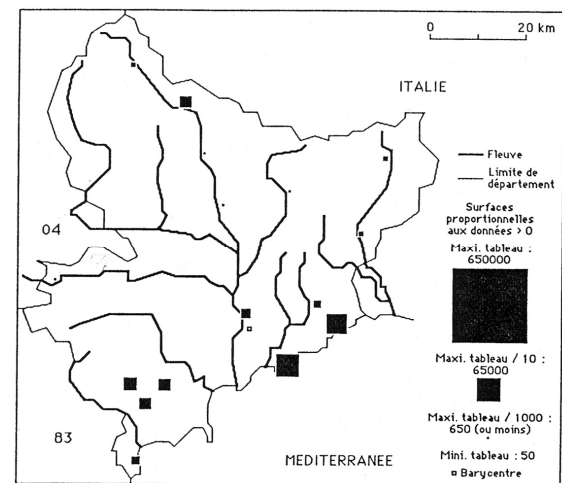 0 20 km
ITALIE
Fleuve
Limite de
département
Surfaces
proportionnelles
aux données > 0
Maxi. tableau :
650000
04
Maxi. tableau / 10 :
65000
Maxi. tableau / 1000 :
650 (ou moins)
83
Mini. tableau : 50
MEDITERRANEE
Barycentre